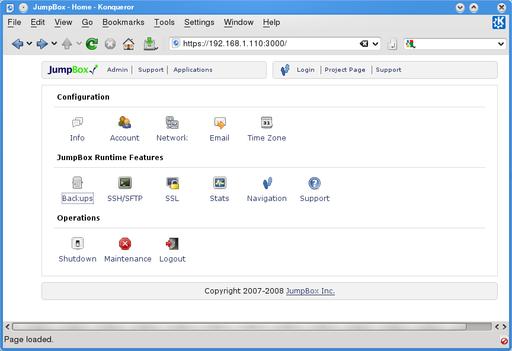 JumpBox - Home - Konqueror
File Edit View Go Bookmarks Tools Settings Window Help
https://192.168.1.110:3000/
JumpBox Admin Support Applications Login Project Page Support
Configuration
Info Account Network Email Time Zone
JumpBox Runtime Features
Backups SSH/SFTP SSL Stats Navigation Support
Operations
Shutdown Maintenance Logout
Copyright 2007-2008 JumpBox Inc.
Page loaded.